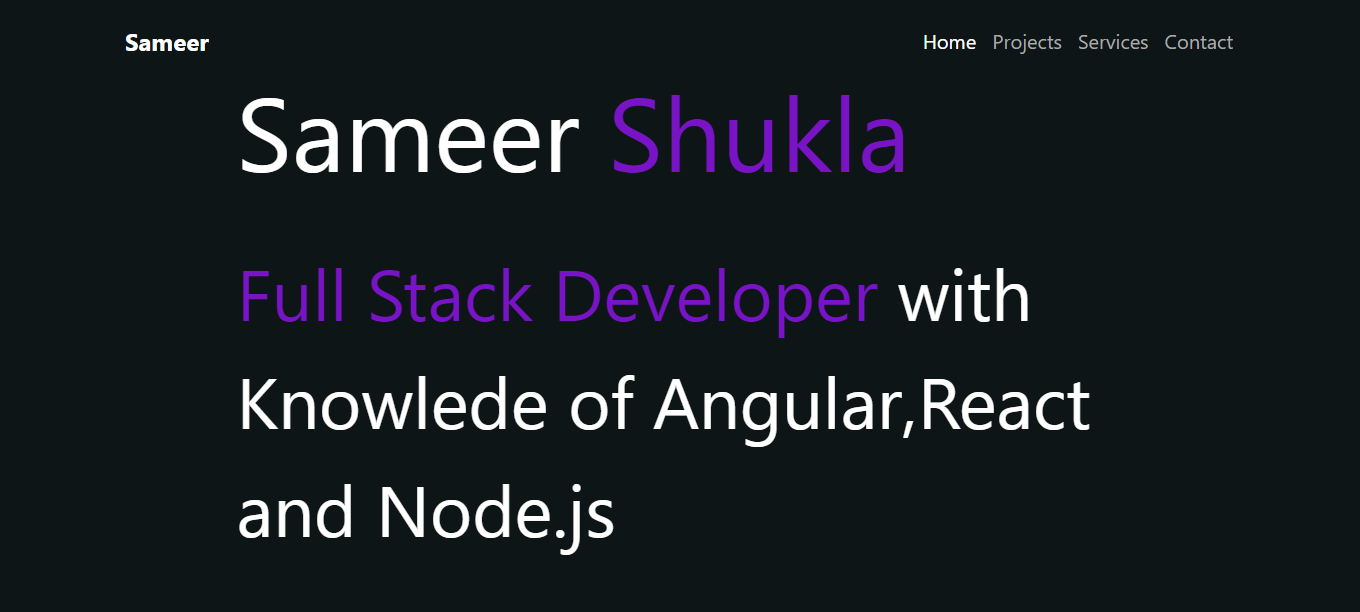 Sameer
Home Projects Services Contact
Sameer Shukla
Full Stack Developer with
Knowlede of Angular,React
and Node.js